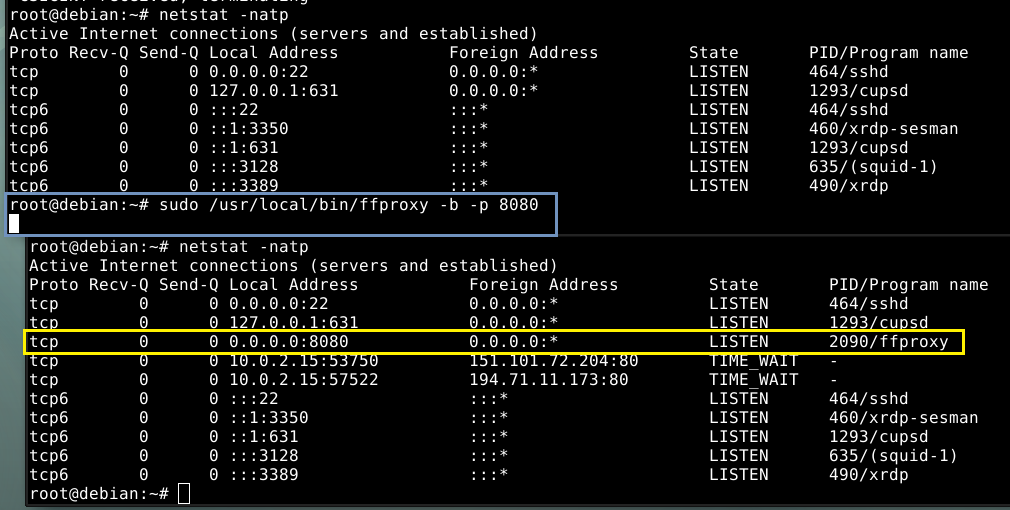 root@debian:~# netstat -natp
Active Internet connections (servers and established)
Proto Recv-Q Send-Q Local Address Foreign Address State PID/Program name
tcp 0 0 0.0.0.0:22 0.0.0.0:* LISTEN 464/sshd
tcp 0 0 127.0.0.1:631 0.0.0.0:* LISTEN 1293/cupsd
tcp6 0 0 :::22 :::* LISTEN 464/sshd
tcp6 0 0 ::1:3350 :::* LISTEN 460/xrdp-sesman
tcp6 0 0 ::1:631 :::* LISTEN 1293/cupsd
tcp6 0 0 :::3128 :::* LISTEN 635/(squid-1)
tcp6 0 0 :::3389 :::* LISTEN 490/xrdp
root@debian:~# sudo /usr/local/bin/ffproxy -b -p 8080
root@debian:~# netstat -natp
Active Internet connections (servers and established)
Proto Recv-Q Send-Q Local Address Foreign Address State PID/Program name
tcp 0 0 0.0.0.0:22 0.0.0.0:* LISTEN 464/sshd
tcp 0 0 127.0.0.1:631 0.0.0.0:* LISTEN 1293/cupsd
tcp 0 0 0.0.0.0:8080 0.0.0.0:* LISTEN 2090/ffproxy
tcp 0 0 10.0.2.15:53750 151.101.72.204:80 TIME_WAIT -
tcp 0 0 10.0.2.15:57522 194.71.11.173:80 TIME_WAIT -
tcp6 0 0 :::22 :::* LISTEN 464/sshd
tcp6 0 0 ::1:3350 :::* LISTEN 460/xrdp-sesman
tcp6 0 0 ::1:631 :::* LISTEN 1293/cupsd
tcp6 0 0 :::3128 :::* LISTEN 635/(squid-1)
tcp6 0 0 :::3389 :::* LISTEN 490/xrdp
root@debian:~#